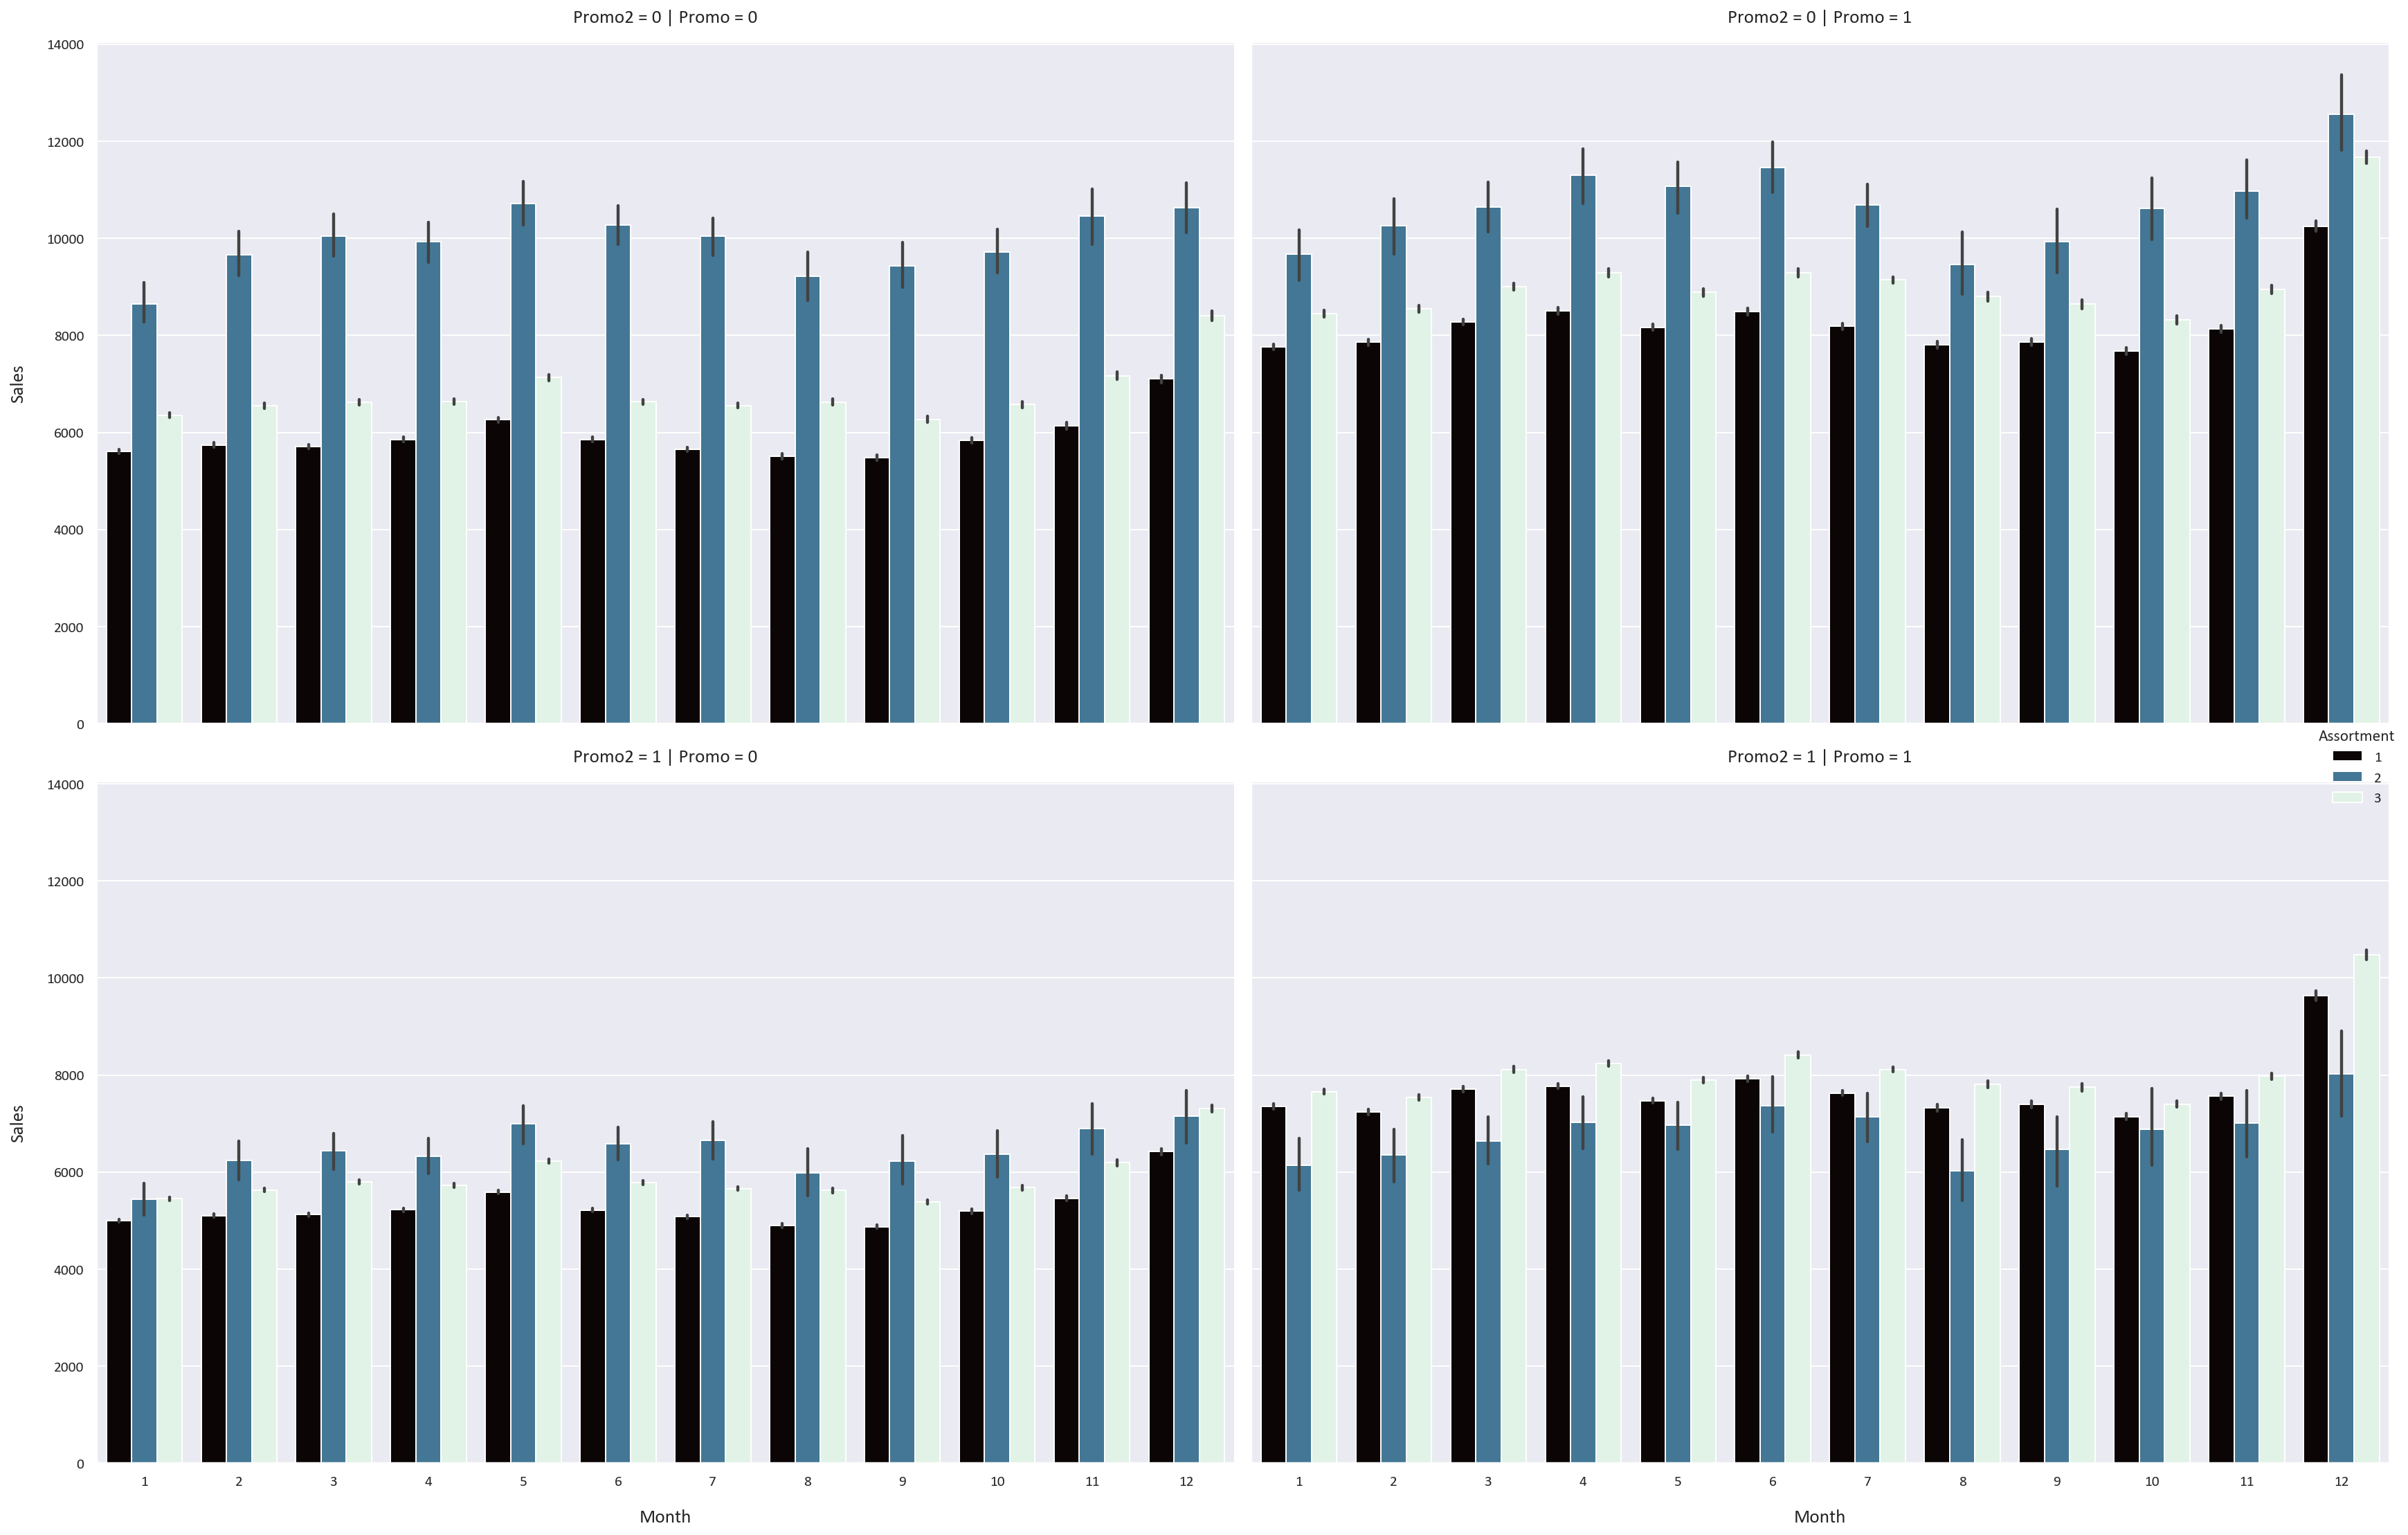 Promo2 = 0 | Promo = 0
Promo2 = 0 | Promo = 1
14000
12000
10000
8000
6000
4000
2000
0
Sales
Promo2 = 1 | Promo = 0
Promo2 = 1 | Promo = 1
Assortment
1
2
3
14000
12000
10000
8000
6000
4000
2000
0
Sales
1 2 3 4 5 6 7 8 9 10 11 12
Month
1 2 3 4 5 6 7 8 9 10 11 12
Month